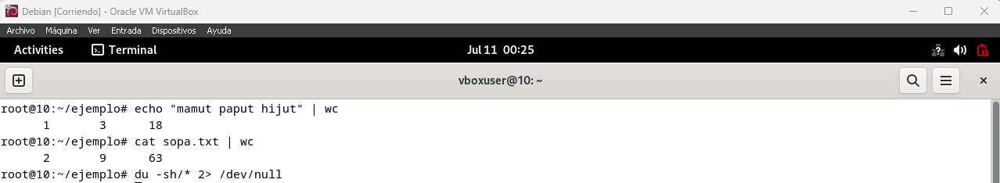 Debian [Corriendo] - Oracle VM VirtualBox
Archivo Máquina Ver Entrada Dispositivos Ayuda
Activities Terminal Jul 11 00:25
vboxuser@10: ~
root@10:~/ejemplo# echo "mamut paput hijut" | wc
1 3 18
root@10:~/ejemplo# cat sopa.txt | wc
2 9 63
root@10:~/ejemplo# du -sh/* 2> /dev/null